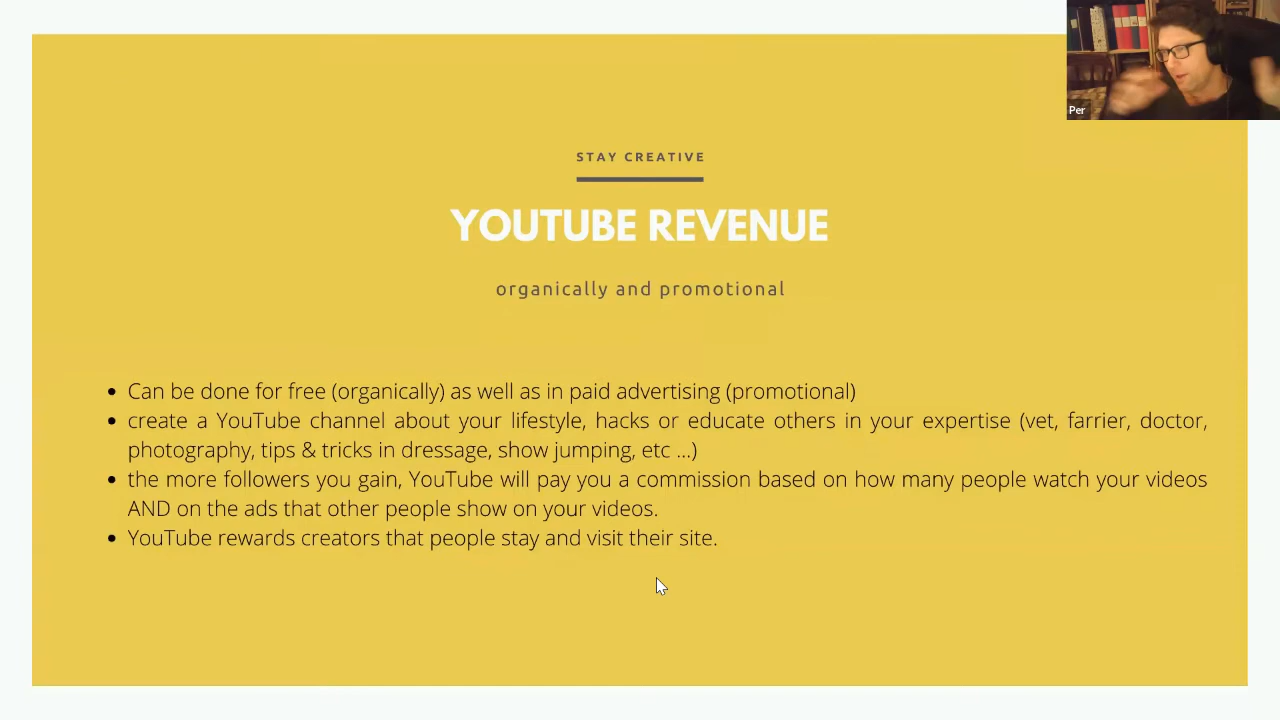 Per
STAY CREATIVE
YOUTUBE REVENUE
organically and promotional
• Can be done for free (organically) as well as in paid advertising (promotional)
• create a YouTube channel about your lifestyle, hacks or educate others in your expertise (vet, farrier, doctor,
photography, tips & tricks in dressage, show jumping, etc ...)
• the more followers you gain, YouTube will pay you a commission based on how many people watch your videos
AND on the ads that other people show on your videos.
• YouTube rewards creators that people stay and visit their site.